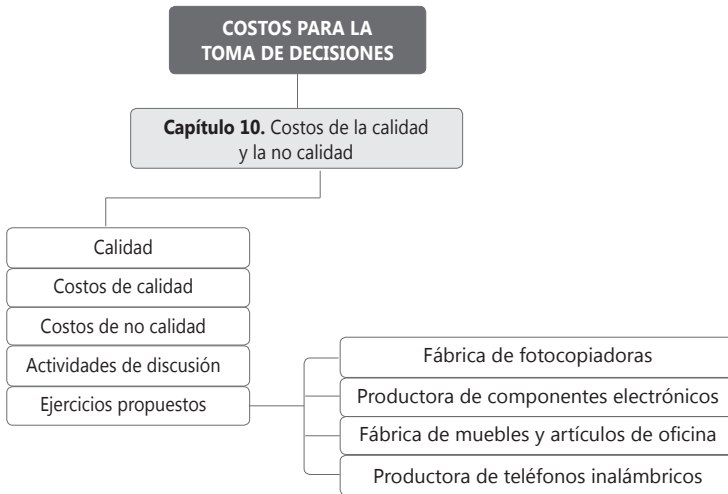 COSTOS PARA LA
TOMA DE DECISIONES
Capítulo 10. Costos de la calidad
y la no calidad
Calidad
Costos de calidad
Costos de no calidad
Actividades de discusión
Ejercicios propuestos
Fábrica de fotocopiadoras
Productora de componentes electrónicos
Fábrica de muebles y artículos de oficina
Productora de teléfonos inalámbricos